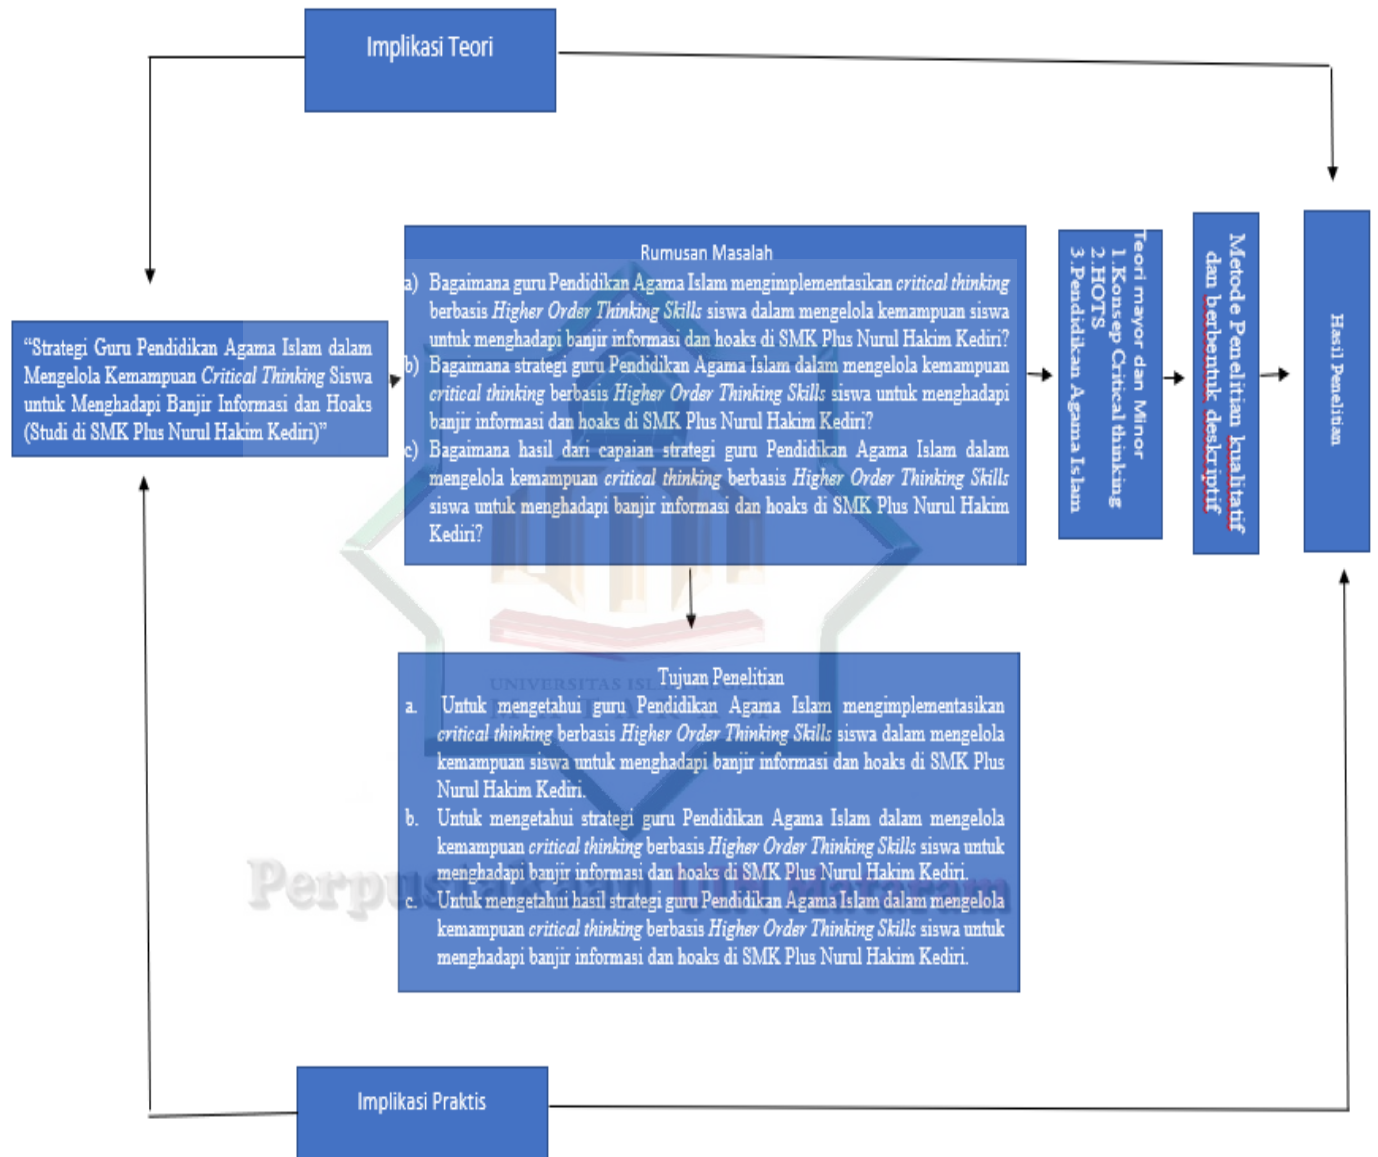 Implikasi Teori
“Strategi Guru Pendidikan Agama Islam dalam
Mengelola Kemampuan Critical Thinking Siswa
untuk Menghadapi Banjir Informasi dan Hoaks
(Studi di SMK Plus Nurul Hakim Kediri)”
Rumusan Masalah
a) Bagaimana guru Pendidikan Agama Islam mengimplementasikan critical thinking
berbasis Higher Order Thinking Skills siswa dalam mengelola kemampuan siswa
untuk menghadapi banjir informasi dan hoaks di SMK Plus Nurul Hakim Kediri?
b) Bagaimana strategi guru Pendidikan Agama Islam dalam mengelola kemampuan
critical thinking berbasis Higher Order Thinking Skills siswa untuk menghadapi
banjir informasi dan hoaks di SMK Plus Nurul Hakim Kediri?
c) Bagaimana hasil dari capaian strategi guru Pendidikan Agama Islam dalam
mengelola kemampuan critical thinking berbasis Higher Order Thinking Skills
siswa untuk menghadapi banjir informasi dan hoaks di SMK Plus Nurul Hakim
Kediri?
Teori mayor dan Minor
1.Konsep Critical thinking
2.HOTS
3.Pendidikan Agama Islam
Metode Penelitian kualitatif
dan berbentuk deskriptif
Hasil Penelitian
Tujuan Penelitian
a. Untuk mengetahui guru Pendidikan Agama Islam mengimplementasikan
critical thinking berbasis Higher Order Thinking Skills siswa dalam mengelola
kemampuan siswa untuk menghadapi banjir informasi dan hoaks di SMK Plus
Nurul Hakim Kediri.
b. Untuk mengetahui strategi guru Pendidikan Agama Islam dalam mengelola
kemampuan critical thinking berbasis Higher Order Thinking Skills siswa untuk
menghadapi banjir informasi dan hoaks di SMK Plus Nurul Hakim Kediri.
c. Untuk mengetahui hasil strategi guru Pendidikan Agama Islam dalam mengelola
kemampuan critical thinking berbasis Higher Order Thinking Skills siswa untuk
menghadapi banjir informasi dan hoaks di SMK Plus Nurul Hakim Kediri.
UNIVERSITAS ISLAM NEGERI
MATARAM
Perpustakaan UIN Mataram
Implikasi Praktis